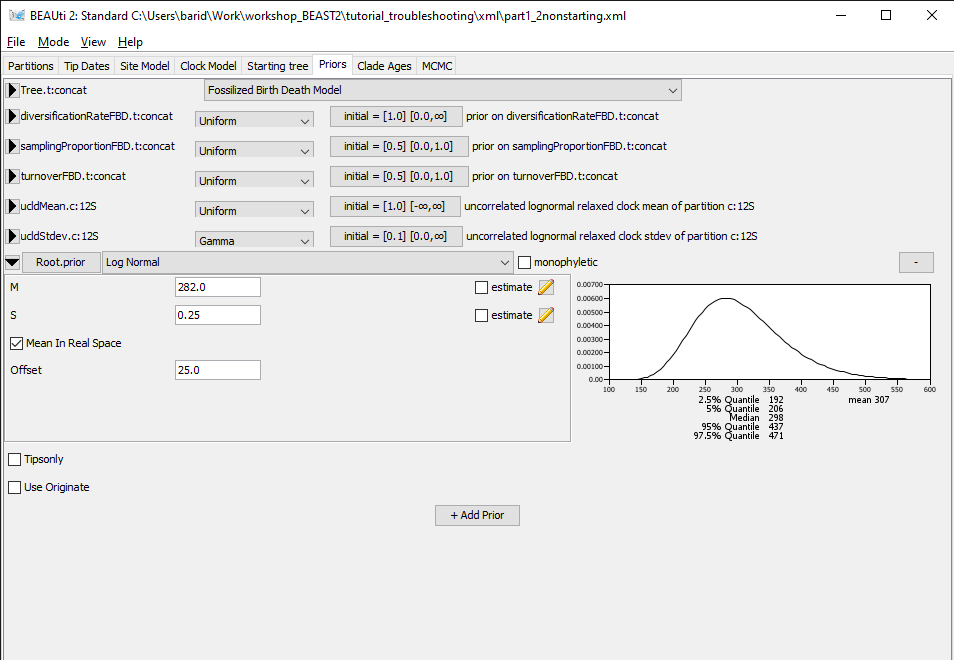 BEAUti 2: Standard C:\Users\barid\Work\workshop_BEAST2\tutorial_troubleshooting\xml\part1_2nonstarting.xml
File Mode View Help
Partitions Tip Dates Site Model Clock Model Starting tree Priors Clade Ages MCMC
Tree.t:concat Fossilized Birth Death Model
diversificationRateFBD.t:concat Uniform initial = [1.0] [0.0,∞] prior on diversificationRateFBD.t:concat
samplingProportionFBD.t:concat Uniform initial = [0.5] [0.0,1.0] prior on samplingProportionFBD.t:concat
turnoverFBD.t:concat Uniform initial = [0.5] [0.0,1.0] prior on turnoverFBD.t:concat
ucldMean.c:12S Uniform initial = [1.0] [-∞,∞] uncorrelated lognormal relaxed clock mean of partition c:12S
ucldStdev.c:12S Gamma initial = [0.1] [0.0,∞] uncorrelated lognormal relaxed clock stdev of partition c:12S
Root.prior Log Normal monophyletic -
M 282.0 estimate
S 0.25 estimate
Mean In Real Space
Offset 25.0
0.00700
0.00600
0.00500
0.00400
0.00300
0.00200
0.00100
0.00
100 150 200 250 300 350 400 450 500 550 600
2.5% Quantile 192 mean 307
5% Quantile 206
Median 298
95% Quantile 437
97.5% Quantile 471
Tipsonly
Use Originate
+ Add Prior